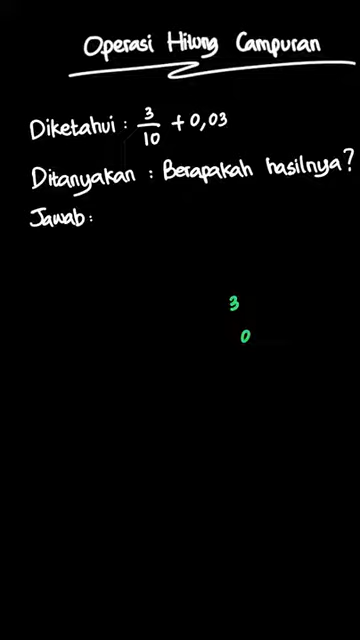 Operasi Hitung Campuran
Diketahui : 3/10 + 0,03
Ditanyakan : Berapakah hasilnya?
Jawab :
3
0